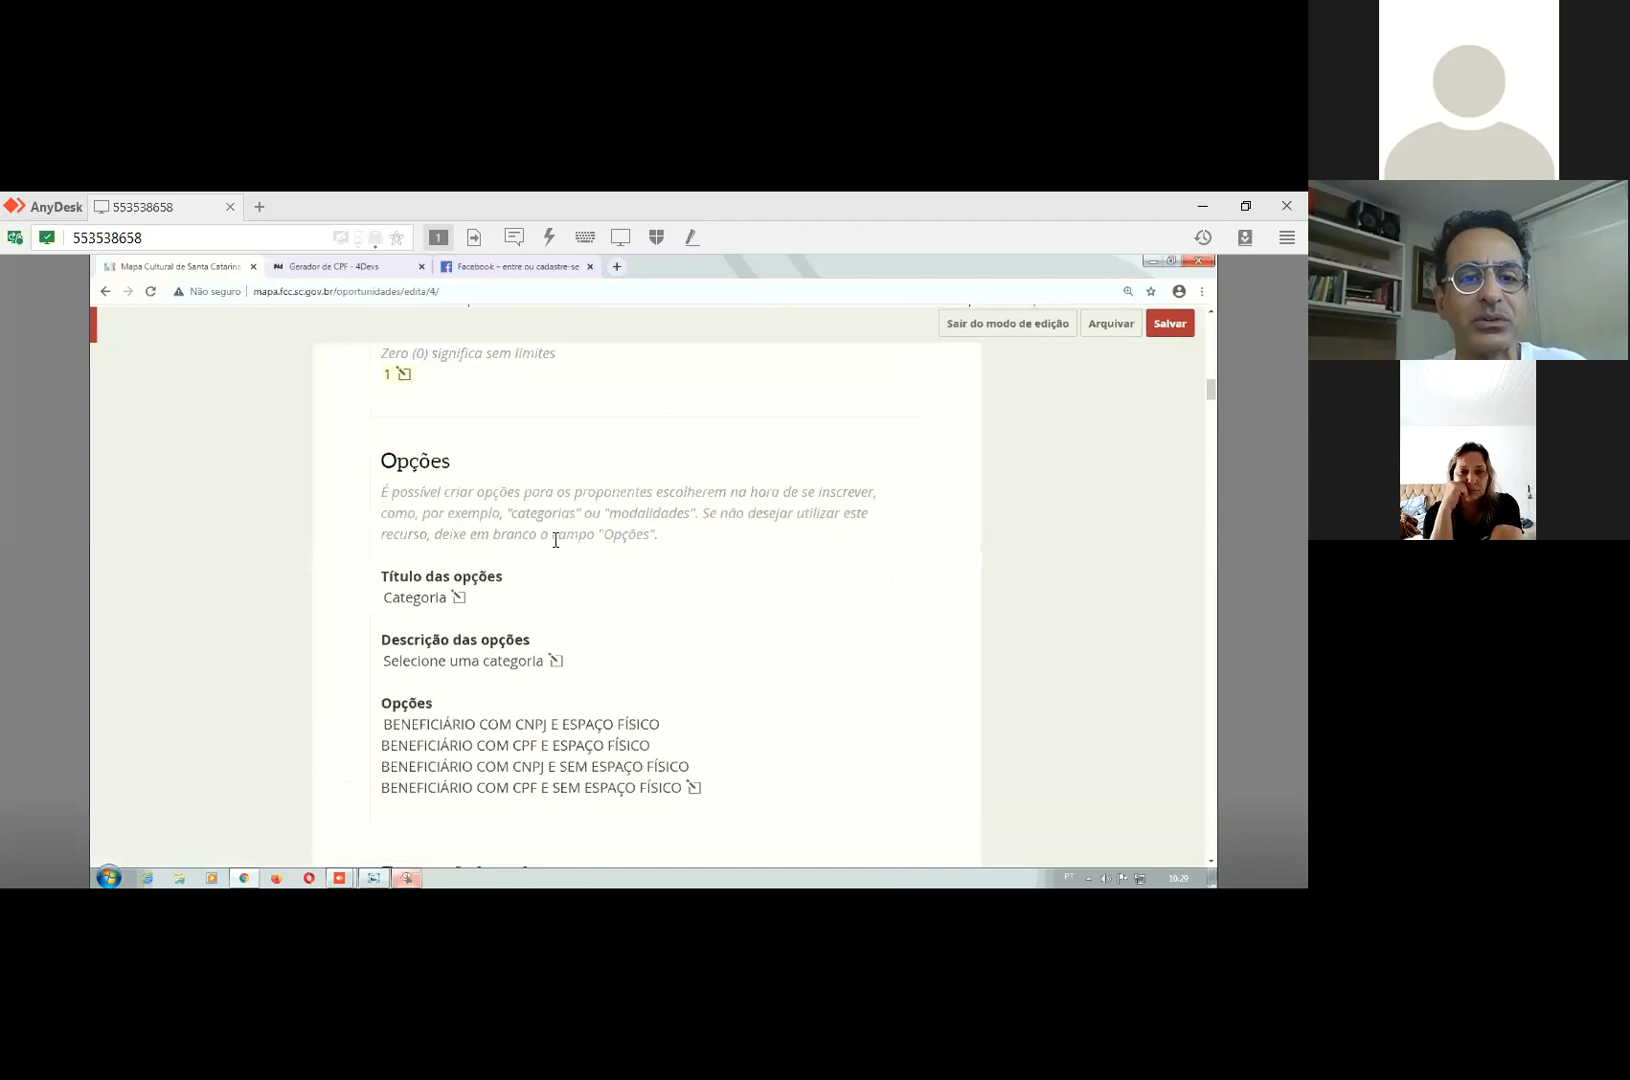 AnyDesk
553538658
553538658
1
Mapa Cultural de Santa Catarina
Gerador de CPF - 4Devs
Facebook – entre ou cadastre-se
Não seguro
mapa.fcc.sc.gov.br/oportunidades/edita/4/
Sair do modo de edição
Arquivar
Salvar
Zero (0) significa sem limites
1
Opções
É possível criar opções para os proponentes escolherem na hora de se inscrever,
como, por exemplo, "categorias" ou "modalidades". Se não desejar utilizar este
recurso, deixe em branco o campo "Opções".
Título das opções
Categoria
Descrição das opções
Selecione uma categoria
Opções
BENEFICIÁRIO COM CNPJ E ESPAÇO FÍSICO
BENEFICIÁRIO COM CPF E ESPAÇO FÍSICO
BENEFICIÁRIO COM CNPJ E SEM ESPAÇO FÍSICO
BENEFICIÁRIO COM CPF E SEM ESPAÇO FÍSICO
PT
10:29